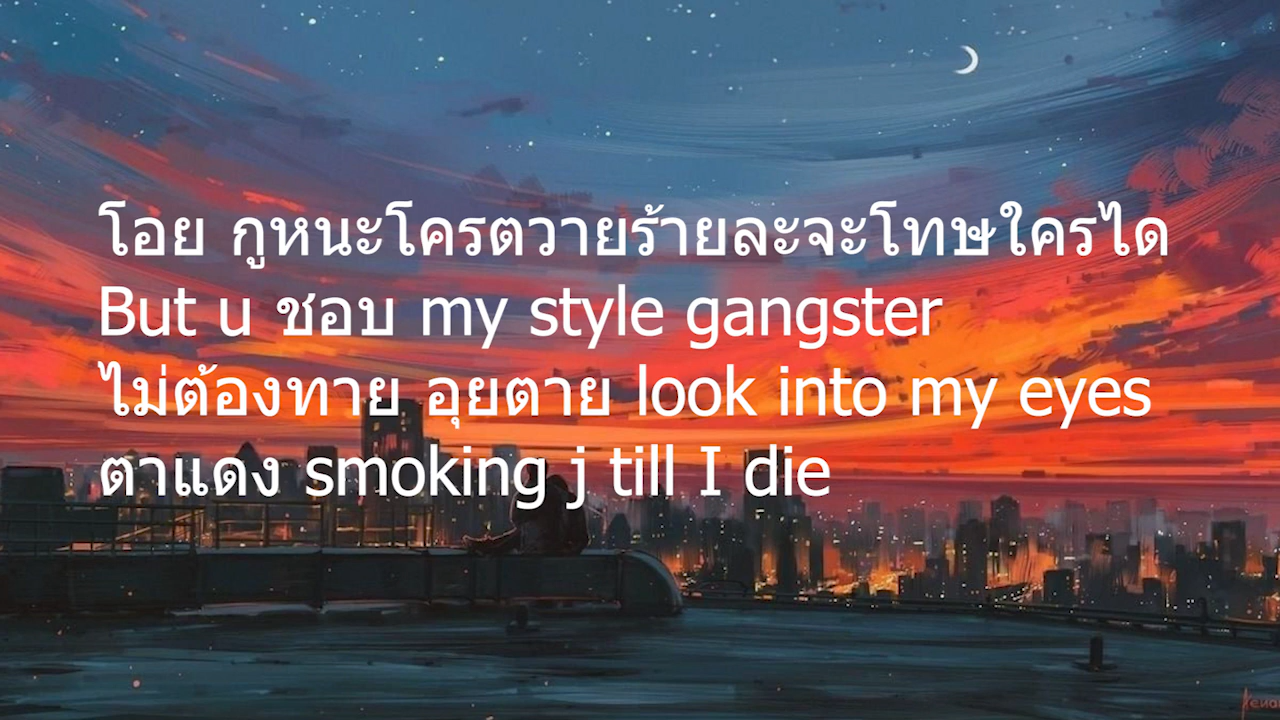 โอย กูหนะโครตวายร้ายละจะโทษใครได
But u ชอบ my style gangster
ไม่ต้องทาย อุยตาย look into my eyes
ตาแดง smoking j till I die